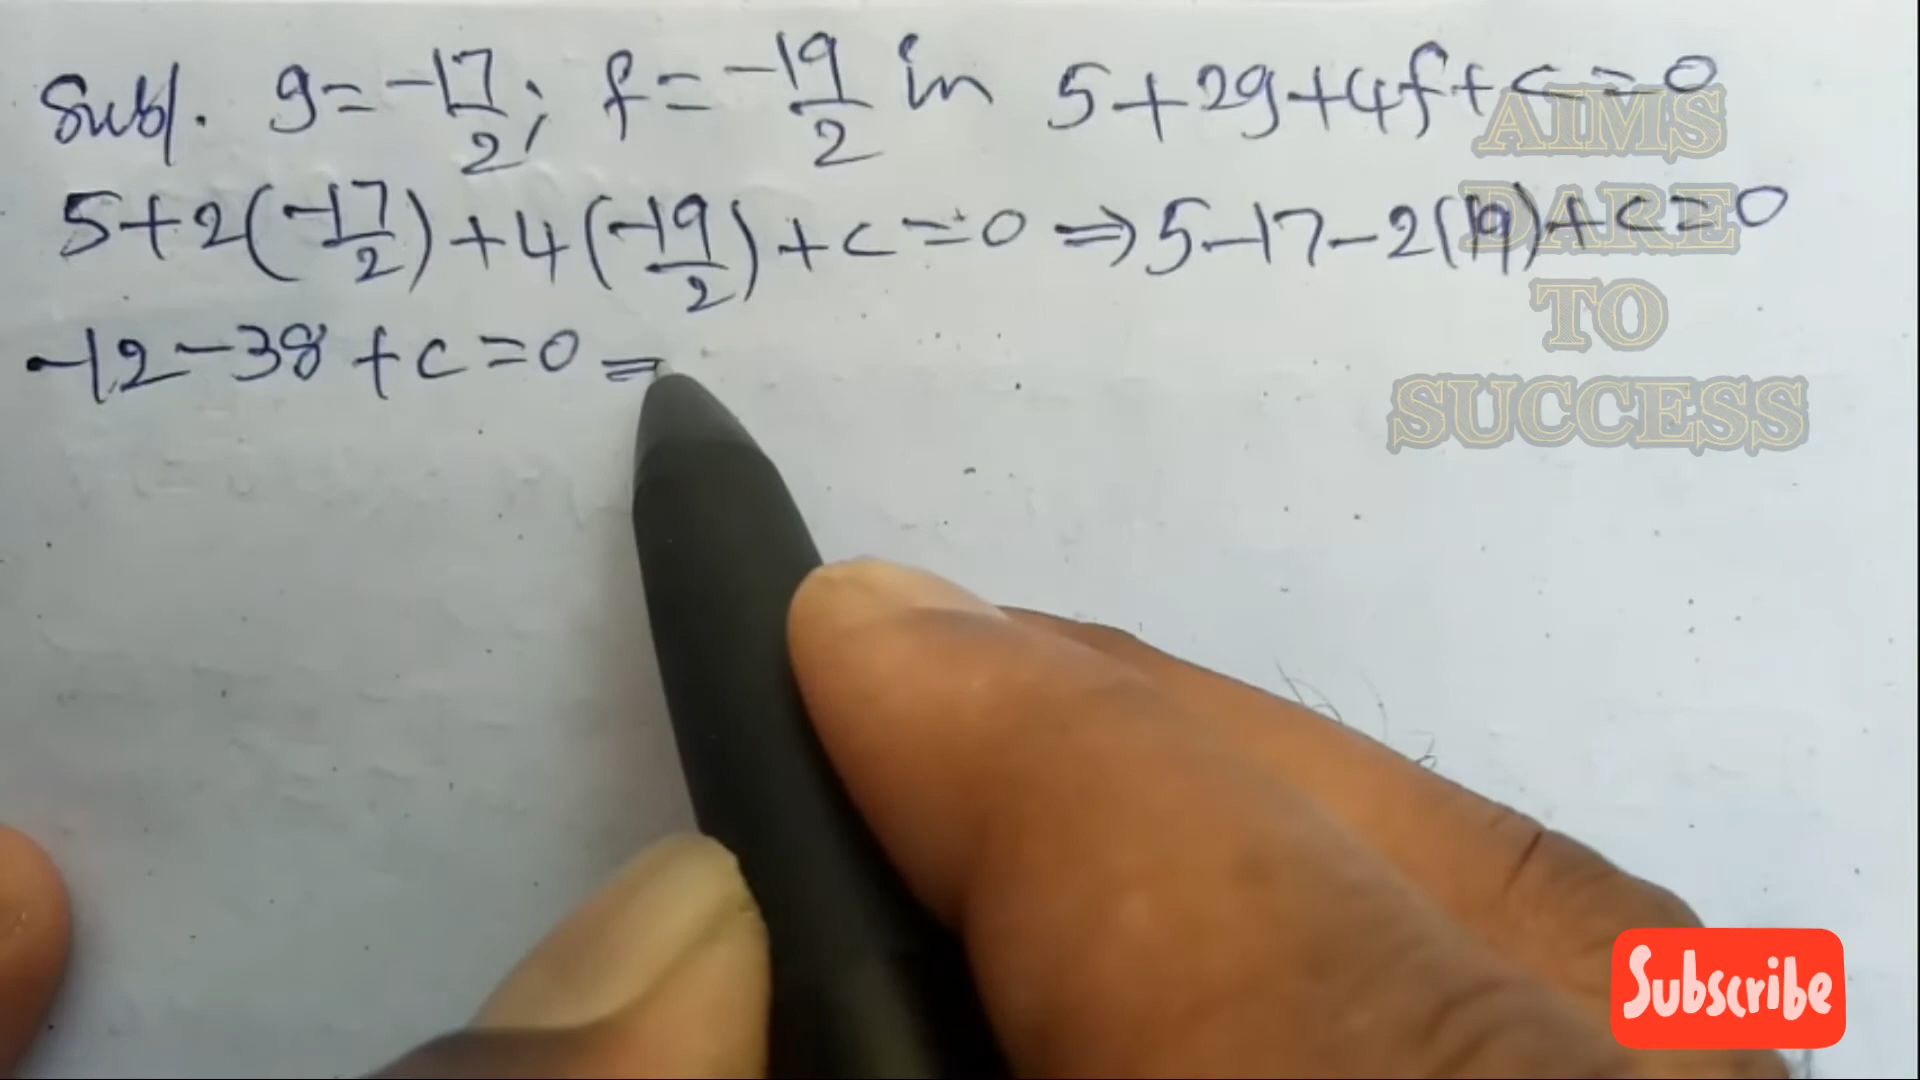 Subl. g=-17/2; f=-19/2 in 5+2g+4f+c=0
5+2(-17/2)+4(-19/2)+c=0⇒5-17-2(19)+c=0
-12-38+c=0=
AIMS
DARE
TO
SUCCESS
Subscribe